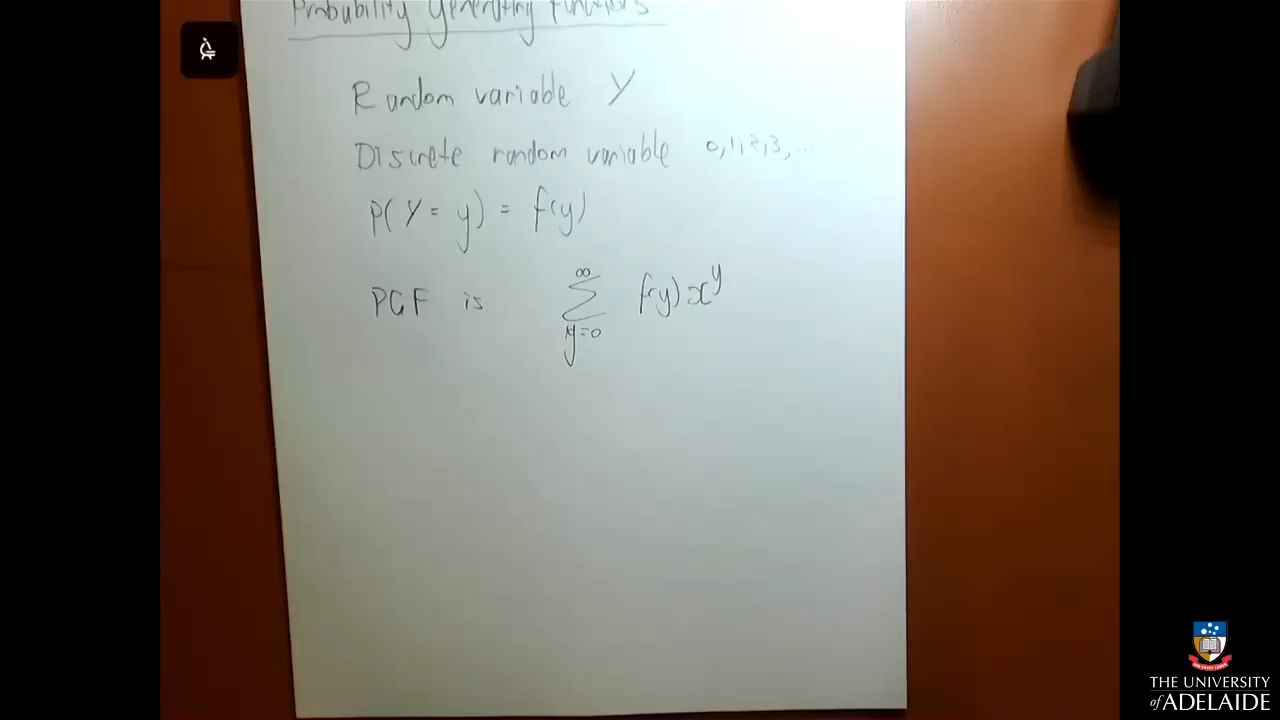 Probability Generating Functions
Random variable Y
Discrete random variable 0,1,2,3,...
P(Y = y) = f(y)
PGF is ∞ ∑ y=0 f(y) x^y
THE UNIVERSITY
of ADELAIDE